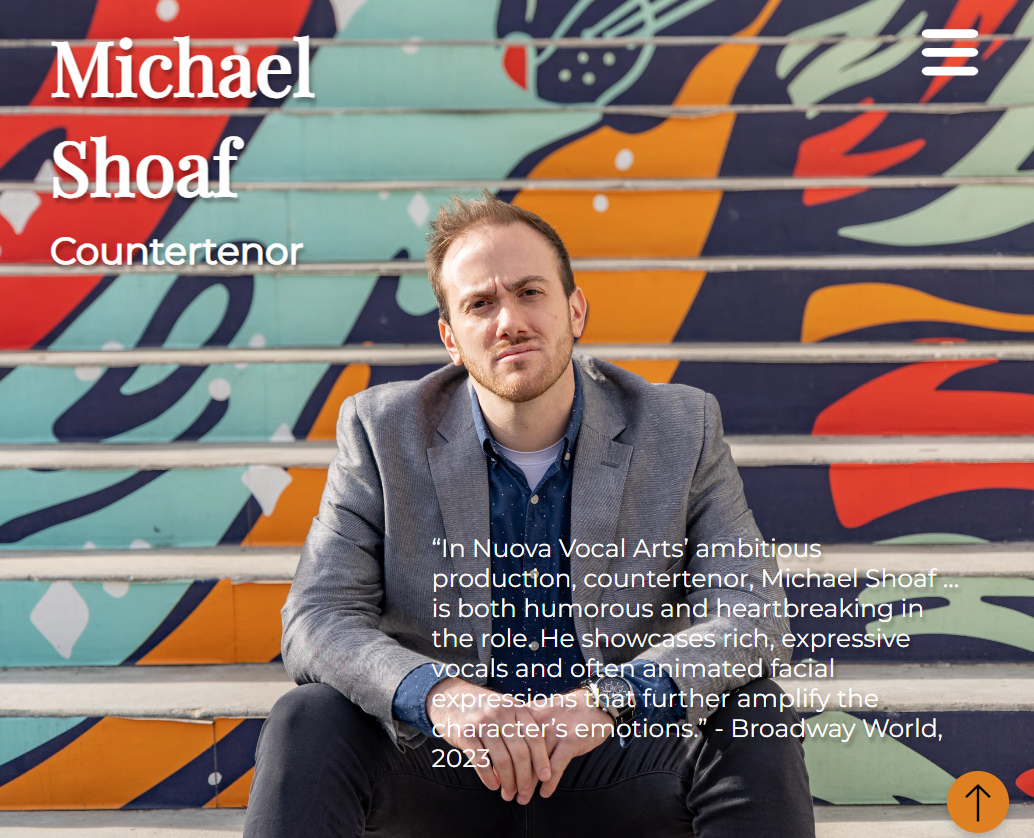 Michael
Shoaf
Countertenor
“In Nuova Vocal Arts’ ambitious
production, countertenor, Michael Shoaf ...
is both humorous and heartbreaking in
the role. He showcases rich, expressive
vocals and often animated facial
expressions that further amplify the
character’s emotions.” - Broadway World,
2023